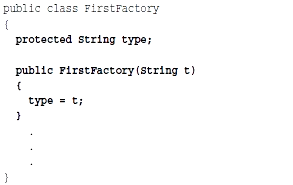 public class FirstFactory
{
protected String type;
public FirstFactory(String t)
{
type = t;
}
.
.
.
}